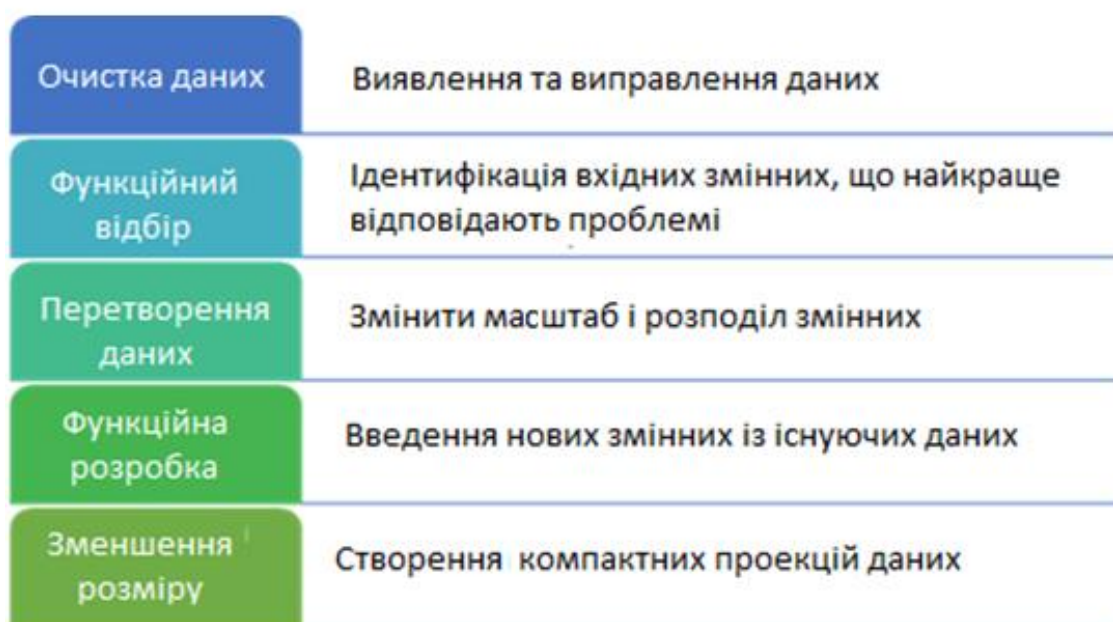 Очистка даних
Виявлення та виправлення даних
Функційний
відбір
Ідентифікація вхідних змінних, що найкраще
відповідають проблемі
Перетворення
даних
Змінити масштаб і розподіл змінних
Функційна
розробка
Введення нових змінних із існуючих даних
Зменшення
розміру
Створення компактних проекцій даних